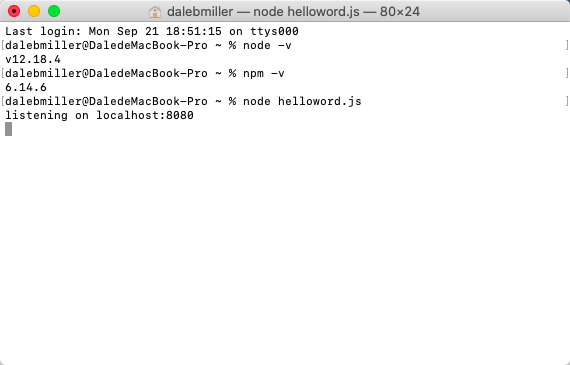 dalebmiller — node helloword.js — 80×24
Last login: Mon Sep 21 18:51:15 on ttys000
[dalebmiller@DaledeMacBook-Pro ~ % node -v ]
v12.18.4
[dalebmiller@DaledeMacBook-Pro ~ % npm -v ]
6.14.6
[dalebmiller@DaledeMacBook-Pro ~ % node helloword.js ]
listening on localhost:8080